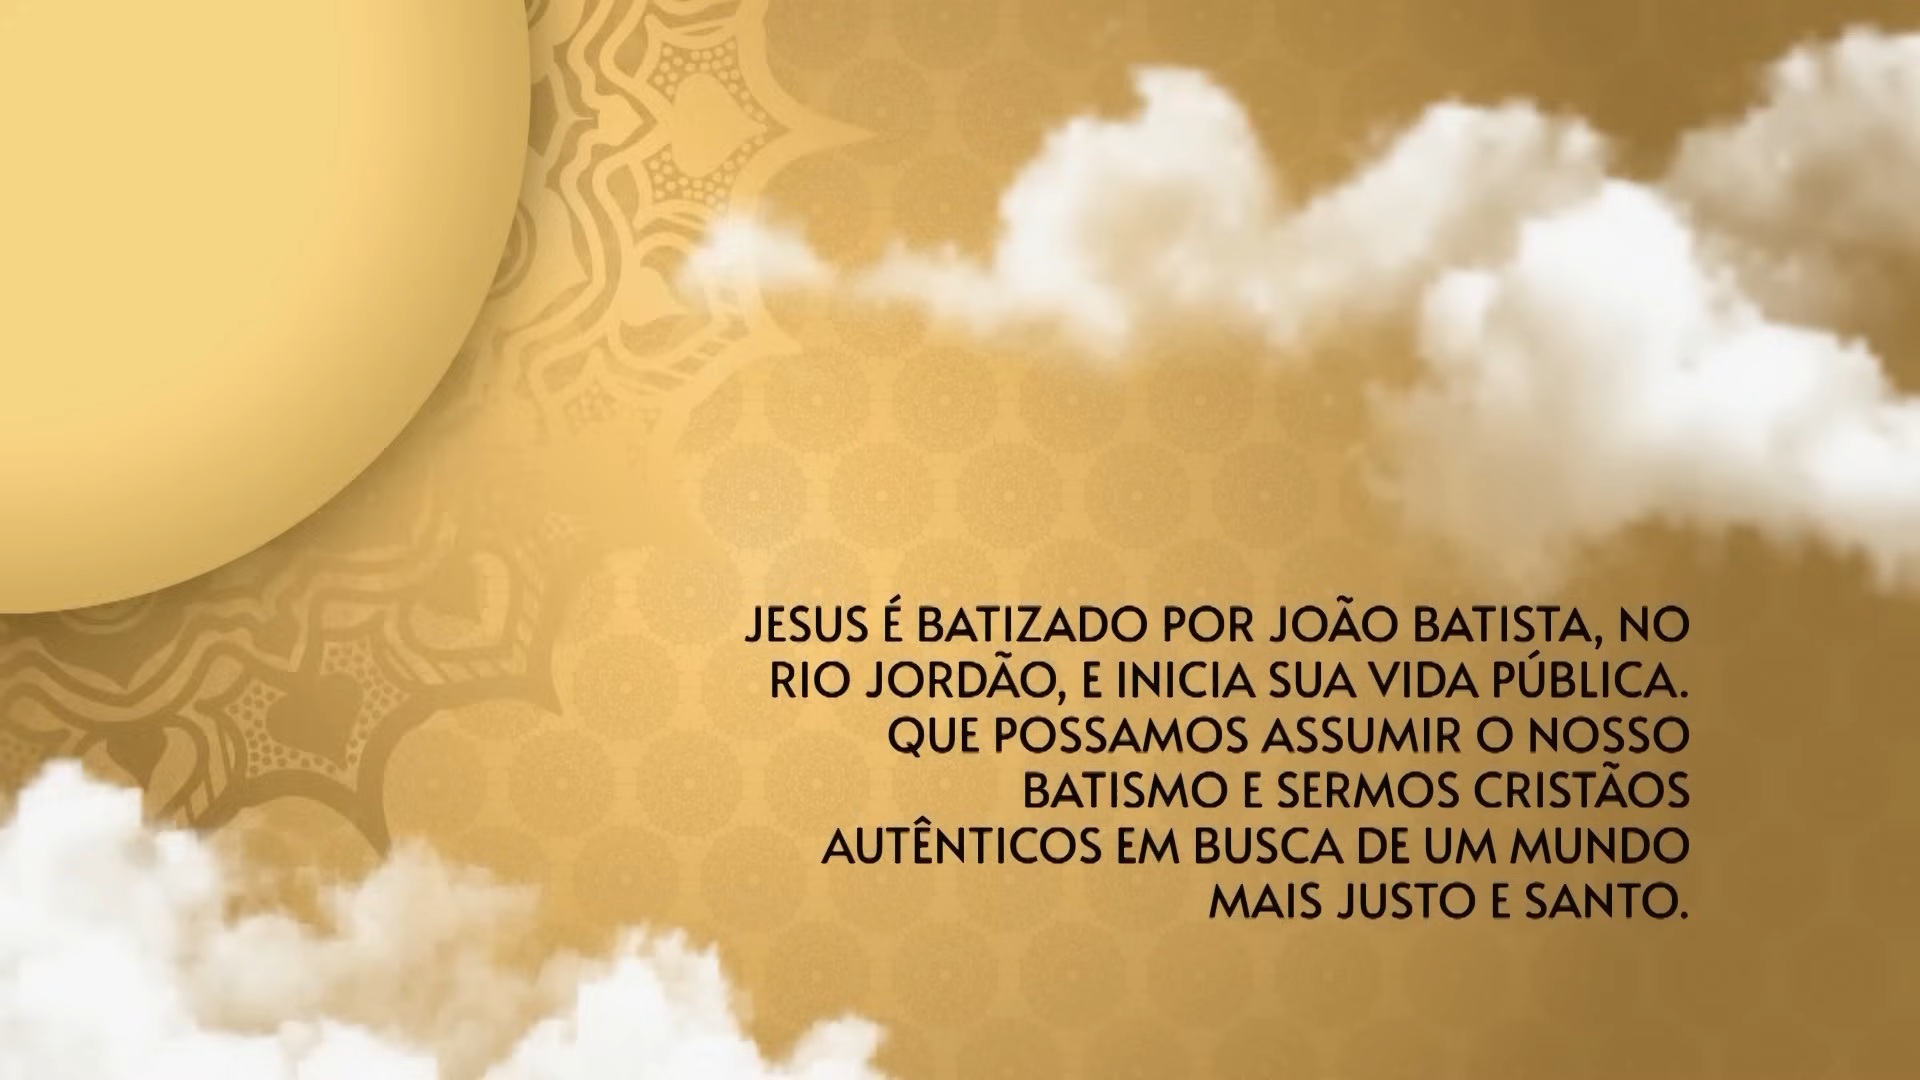 JESUS É BATIZADO POR JOÃO BATISTA, NO
RIO JORDÃO, E INICIA SUA VIDA PÚBLICA.
QUE POSSAMOS ASSUMIR O NOSSO
BATISMO E SERMOS CRISTÃOS
AUTÊNTICOS EM BUSCA DE UM MUNDO
MAIS JUSTO E SANTO.